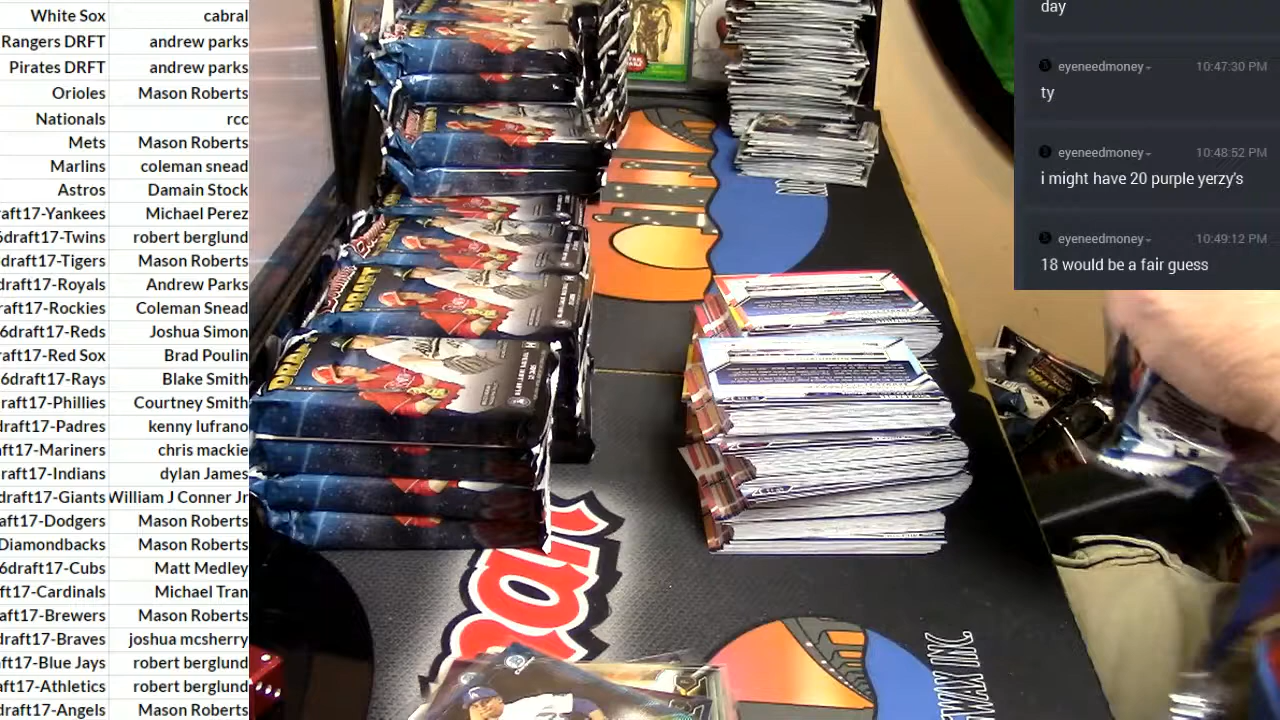 White Sox cabral
Rangers DRFT andrew parks
Pirates DRFT andrew parks
Orioles Mason Roberts
Nationals rcc
Mets Mason Roberts
Marlins coleman snead
Astros Damain Stock
raft17-Yankees Michael Perez
6draft17-Twins robert berglund
draft17-Tigers Mason Roberts
draft17-Royals Andrew Parks
ft17-Rockies Coleman Snead
6draft17-Reds Joshua Simon
aft17-Red Sox Brad Poulin
6draft17-Rays Blake Smith
raft17-Phillies Courtney Smith
draft17-Padres kenny lufrano
ft17-Mariners chris mackie
raft17-Indians dylan James
draft17-Giants William J Conner Jr
aft17-Dodgers Mason Roberts
Diamondbacks Mason Roberts
6draft17-Cubs Matt Medley
ft17-Cardinals Michael Tran
aft17-Brewers Mason Roberts
draft17-Braves joshua mcsherry
ft17-Blue Jays robert berglund
aft17-Athletics robert berglund
draft17-Angels Mason Roberts
day
eyeneedmoney 10:47:30 PM
ty
eyeneedmoney 10:48:52 PM
i might have 20 purple yerzy's
eyeneedmoney 10:49:12 PM
18 would be a fair guess
DRAFT
WAX INC